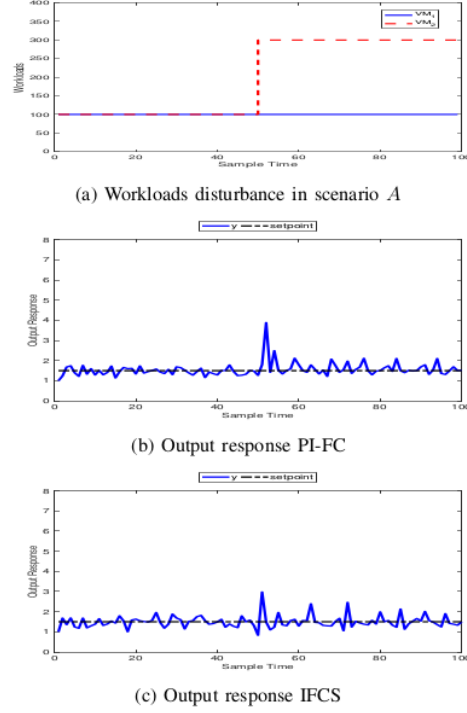 400
350
300
250
200
150
100
50
0
Workloads
VM1
VM2
0 20 40 60 80 100
Sample Time
(a) Workloads disturbance in scenario A
y setpoint
8
7
6
5
4
3
2
1
0
Output Response
0 20 40 60 80 100
Sample Time
(b) Output response PI-FC
y setpoint
8
7
6
5
4
3
2
1
0
Output Response
0 20 40 60 80 100
Sample Time
(c) Output response IFCS